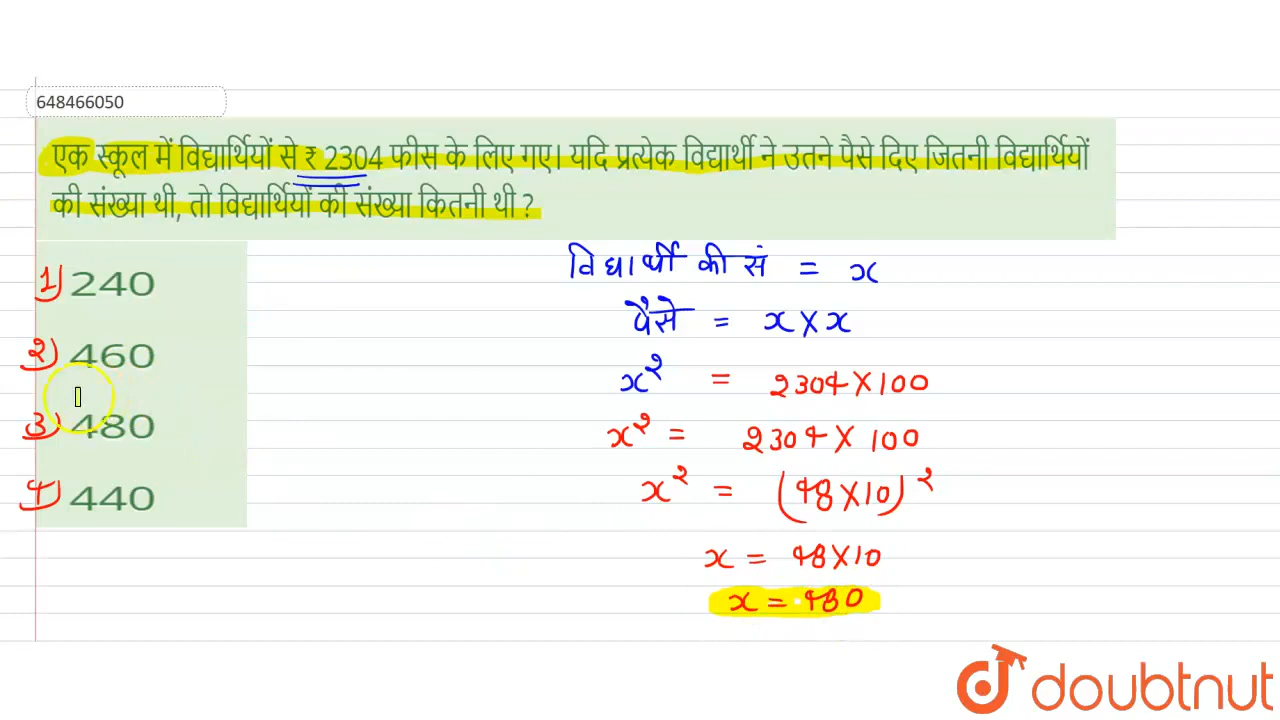 648466050
एक स्कूल में विद्यार्थियों से ₹ 2304 फीस के लिए गए। यदि प्रत्येक विद्यार्थी ने उतने पैसे दिए जितनी विद्यार्थियों
की संख्या थी, तो विद्यार्थियों की संख्या कितनी थी ?
1) 240
२) 460
3) 480
4) 440
विद्यार्थी की सं = x
पैसे = x × x
x² = 2304 × 100
x² = 2304 × 100
x² = (48 × 10)²
x = 48 × 10
x = 480
doubtnut